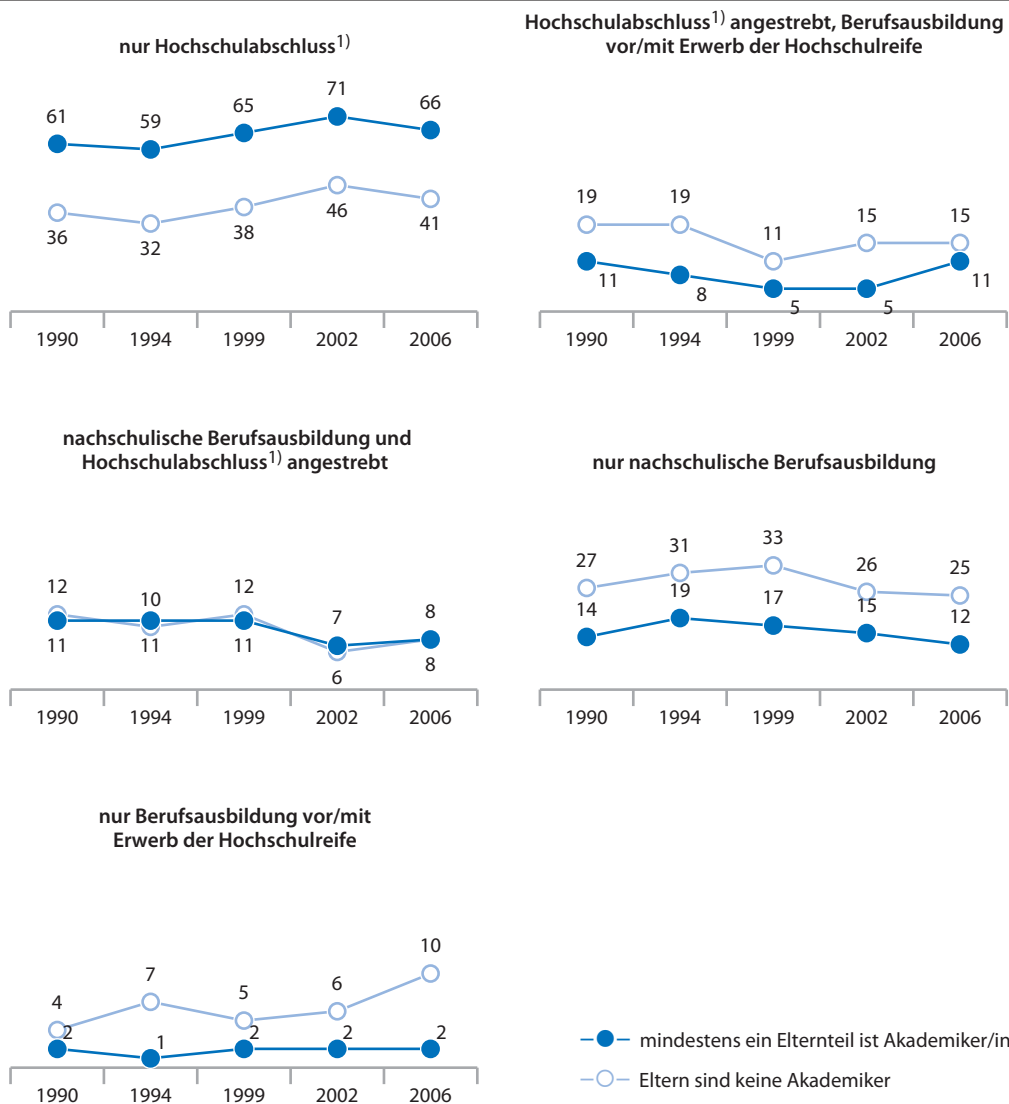 nur Hochschulabschluss1)
61 59 65 71 66
36 32 38 46 41
1990 1994 1999 2002 2006
Hochschulabschluss1) angestrebt, Berufsausbildung
vor/mit Erwerb der Hochschulreife
19 19 11 15 15
11 8 5 5 11
1990 1994 1999 2002 2006
nachschulische Berufsausbildung und
Hochschulabschluss1) angestrebt
12 10 12 7 8
11 11 11 6 8
1990 1994 1999 2002 2006
nur nachschulische Berufsausbildung
27 31 33 26 25
14 19 17 15 12
1990 1994 1999 2002 2006
nur Berufsausbildung vor/mit
Erwerb der Hochschulreife
4 7 5 6 10
2 1 2 2 2
1990 1994 1999 2002 2006
mindestens ein Elternteil ist Akademiker/in
Eltern sind keine Akademiker